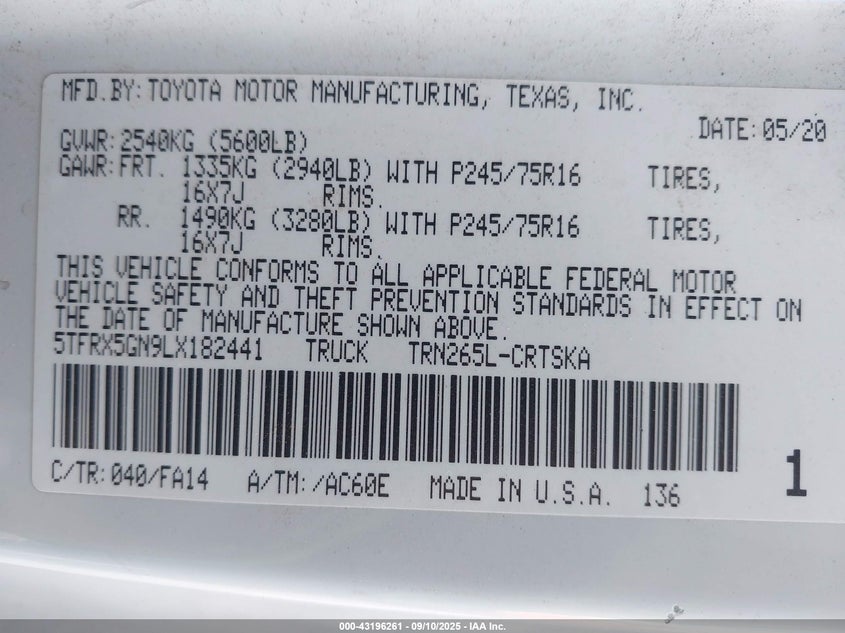 MFD.BY:TOYOTA MOTOR MANUFACTURING, TEXAS, INC.
DATE:05/20
GVWR:2540KG (5600LB)
GAWR:FRT. 1335KG (2940LB) WITH P245/75R16 TIRES,
16X7J RIMS.
RR. 1490KG (3280LB) WITH P245/75R16 TIRES,
16X7J RIMS.
THIS VEHICLE CONFORMS TO ALL APPLICABLE FEDERAL MOTOR
VEHICLE SAFETY AND THEFT PREVENTION STANDARDS IN EFFECT ON
THE DATE OF MANUFACTURE SHOWN ABOVE.
5TFRX5GN9LX182441 TRUCK TRN265L-CRTSKA
C/TR:040/FA14 A/TM:/AC60E MADE IN U.S.A. 136 1
000-43196261 - 09/10/2025 - IAA Inc.